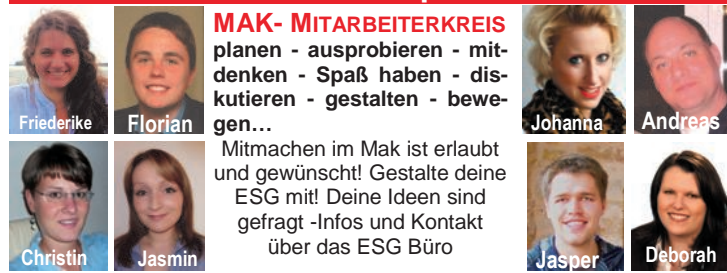 MAK- MITARBEITERKREIS
planen - ausprobieren - mit-
denken - Spaß haben - dis-
kutieren - gestalten - bewe-
gen…
Mitmachen im Mak ist erlaubt
und gewünscht! Gestalte deine
ESG mit! Deine Ideen sind
gefragt -Infos und Kontakt
über das ESG Büro
Friederike
Florian
Johanna
Andreas
Christin
Jasmin
Jasper
Deborah